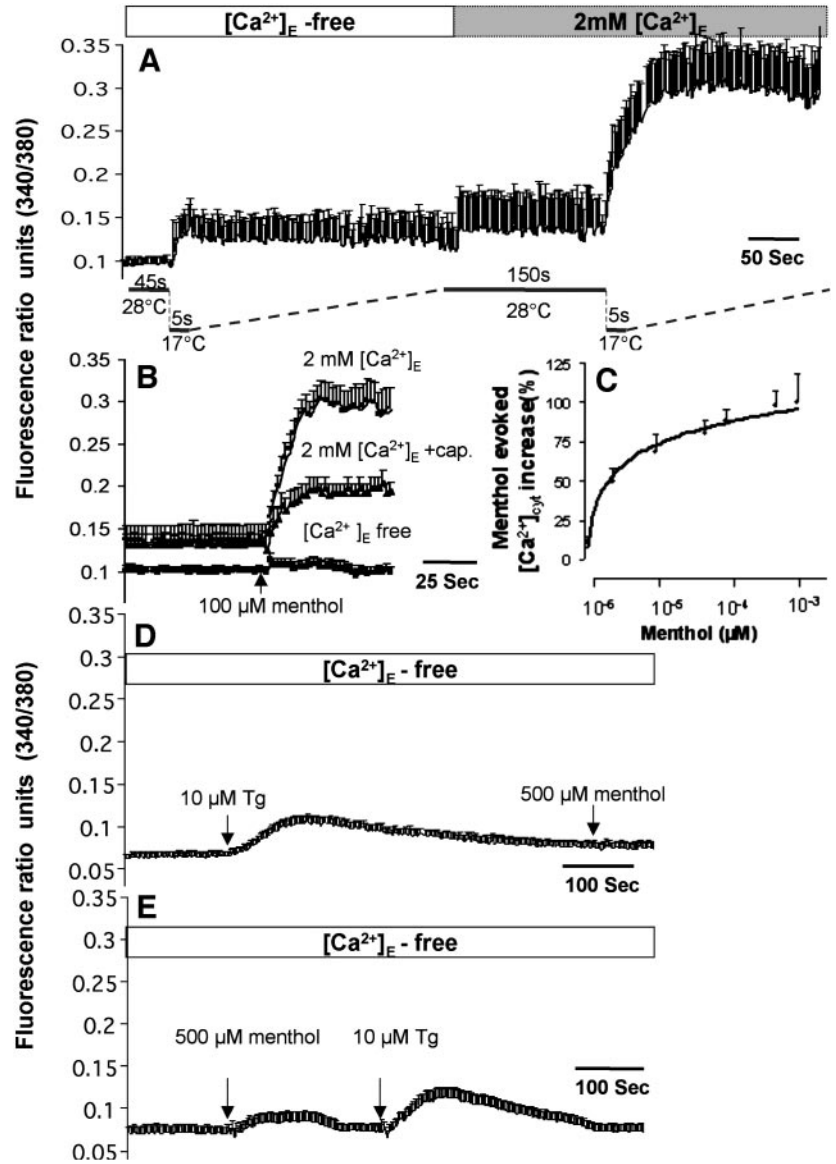 [Ca²⁺]E -free
2mM [Ca²⁺]E
A
Fluorescence ratio units (340/380)
0.35
0.3
0.25
0.2
0.15
0.1
50 Sec
45s
28°C
5s
17°C
150s
28°C
5s
17°C
B
0.35
0.3
0.25
0.2
0.15
0.1
2 mM [Ca²⁺]E
2 mM [Ca²⁺]E +cap.
[Ca²⁺]E free
25 Sec
100 µM menthol
C
Menthol evoked
[Ca²⁺]cyt increase(%)
125
100
75
50
25
0
10⁻⁶
10⁻⁵
10⁻⁴
10⁻³
Menthol (µM)
D
Fluorescence ratio units (340/380)
0.3
0.25
0.2
0.15
0.1
0.05
[Ca²⁺]E - free
10 µM Tg
500 µM menthol
100 Sec
E
0.35
0.3
0.25
0.2
0.15
0.1
0.05
[Ca²⁺]E - free
500 µM menthol
10 µM Tg
100 Sec